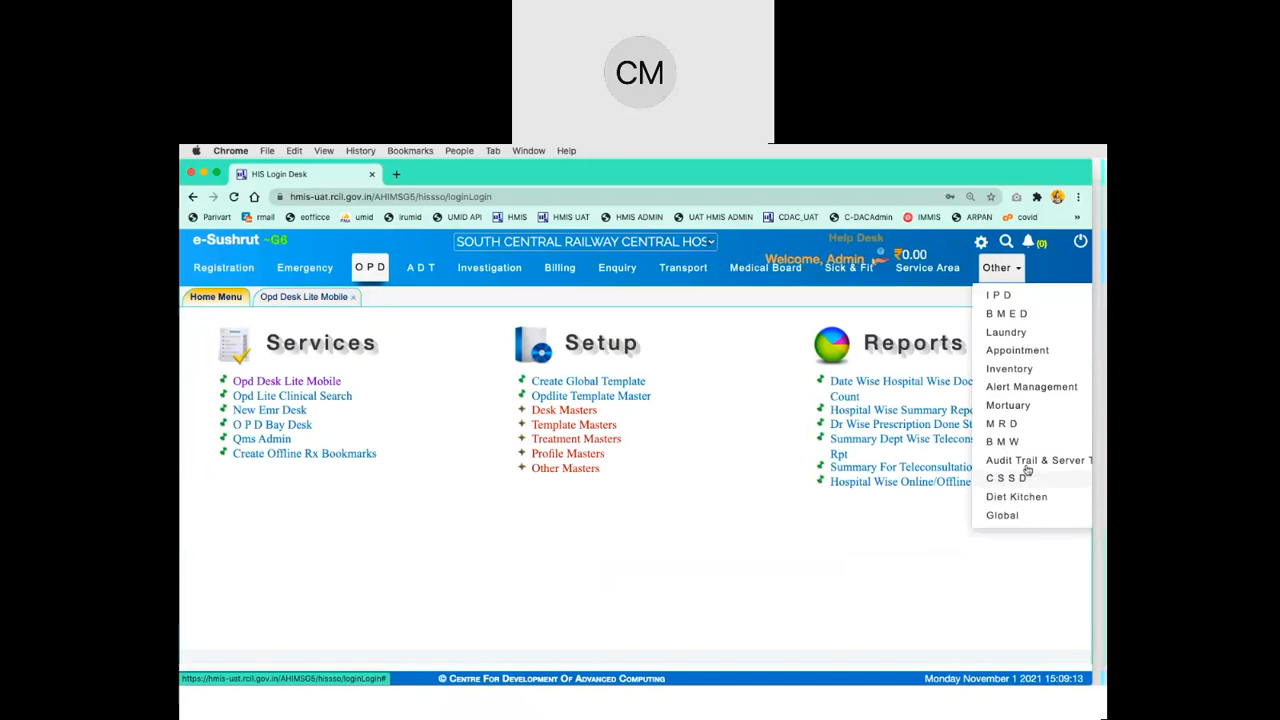 CM
Chrome File Edit View History Bookmarks People Tab Window Help
HIS Login Desk
hmis-uat.rcil.gov.in/AHIMSG5/hissso/loginLogin
Parivart rmail eofficce umid irumid UMID API HMIS HMIS UAT HMIS ADMIN UAT HMIS ADMIN CDAC_UAT C-DACAdmin IMMIS ARPAN covid »
e-Sushrut ~G6 SOUTH CENTRAL RAILWAY CENTRAL HOS Help Desk
Welcome, Admin ₹0.00 (0)
Registration Emergency O P D A D T Investigation Billing Enquiry Transport Medical Board Sick & Fit Service Area Other
Home Menu Opd Desk Lite Mobile
Services
Opd Desk Lite Mobile
Opd Lite Clinical Search
New Emr Desk
O P D Bay Desk
Qms Admin
Create Offline Rx Bookmarks
Setup
Create Global Template
Opdlite Template Master
Desk Masters
Template Masters
Treatment Masters
Profile Masters
Other Masters
Reports
Date Wise Hospital Wise Doc
Count
Hospital Wise Summary Repo
Dr Wise Prescription Done St
Summary Dept Wise Telecons
Rpt
Summary For Teleconsultatio
Hospital Wise Online/Offline
I P D
B M E D
Laundry
Appointment
Inventory
Alert Management
Mortuary
M R D
B M W
Audit Trail & Server T
C S S D
Diet Kitchen
Global
https://hmis-uat.rcil.gov.in/AHIMSG5/hissso/loginLogin# © CENTRE FOR DEVELOPMENT OF ADVANCED COMPUTING Monday November 1 2021 15:09:13